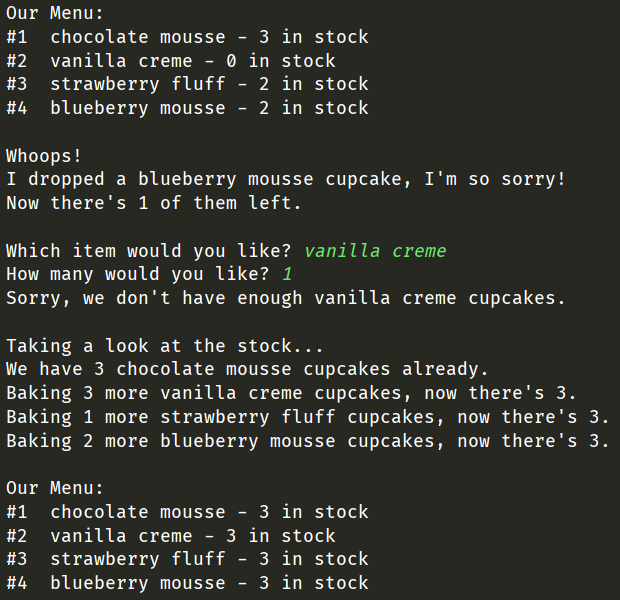 Our Menu:
#1  chocolate mousse - 3 in stock
#2  vanilla creme - 0 in stock
#3  strawberry fluff - 2 in stock
#4  blueberry mousse - 2 in stock

Whoops!
I dropped a blueberry mousse cupcake, I'm so sorry!
Now there's 1 of them left.

Which item would you like? vanilla creme
How many would you like? 1
Sorry, we don't have enough vanilla creme cupcakes.

Taking a look at the stock...
We have 3 chocolate mousse cupcakes already.
Baking 3 more vanilla creme cupcakes, now there's 3.
Baking 1 more strawberry fluff cupcakes, now there's 3.
Baking 2 more blueberry mousse cupcakes, now there's 3.

Our Menu:
#1  chocolate mousse - 3 in stock
#2  vanilla creme - 3 in stock
#3  strawberry fluff - 3 in stock
#4  blueberry mousse - 3 in stock